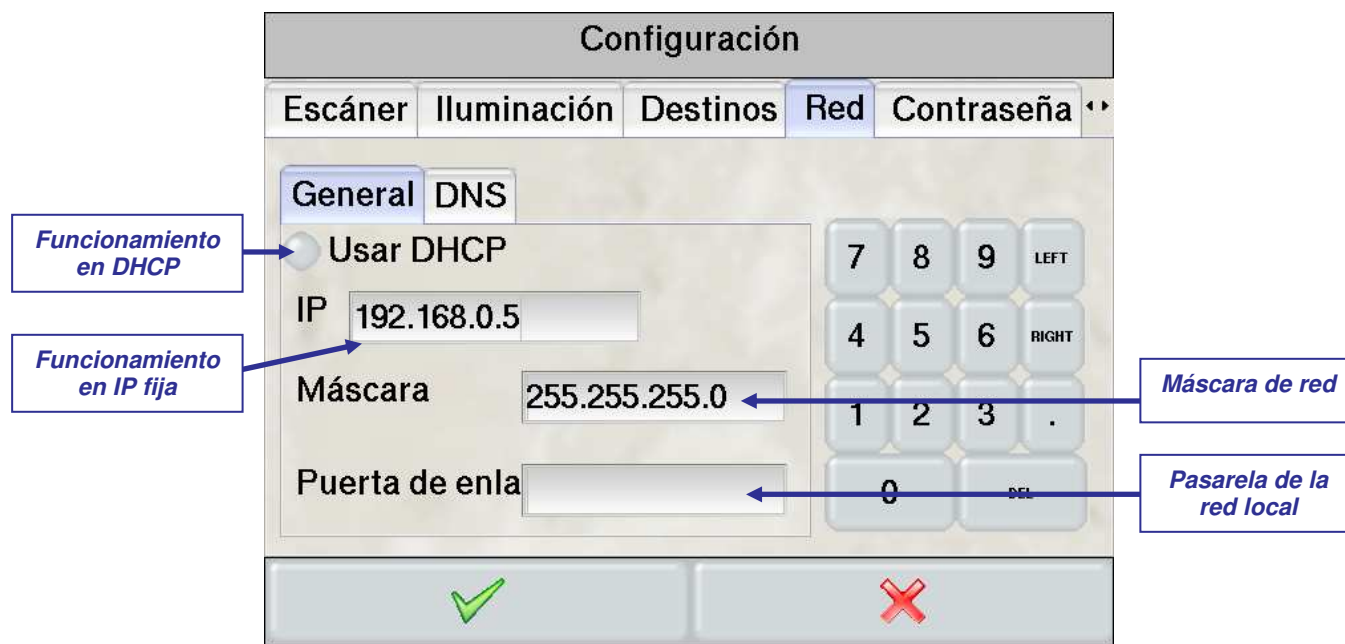 Configuración
Escáner Iluminación Destinos Red Contraseña
General DNS
Funcionamiento
en DHCP
Usar DHCP
7 8 9 LEFT
IP 192.168.0.5
4 5 6 RIGHT
Funcionamiento
en IP fija
Máscara 255.255.255.0
Máscara de red
1 2 3 .
Puerta de enla
0 DEL
Pasarela de la
red local